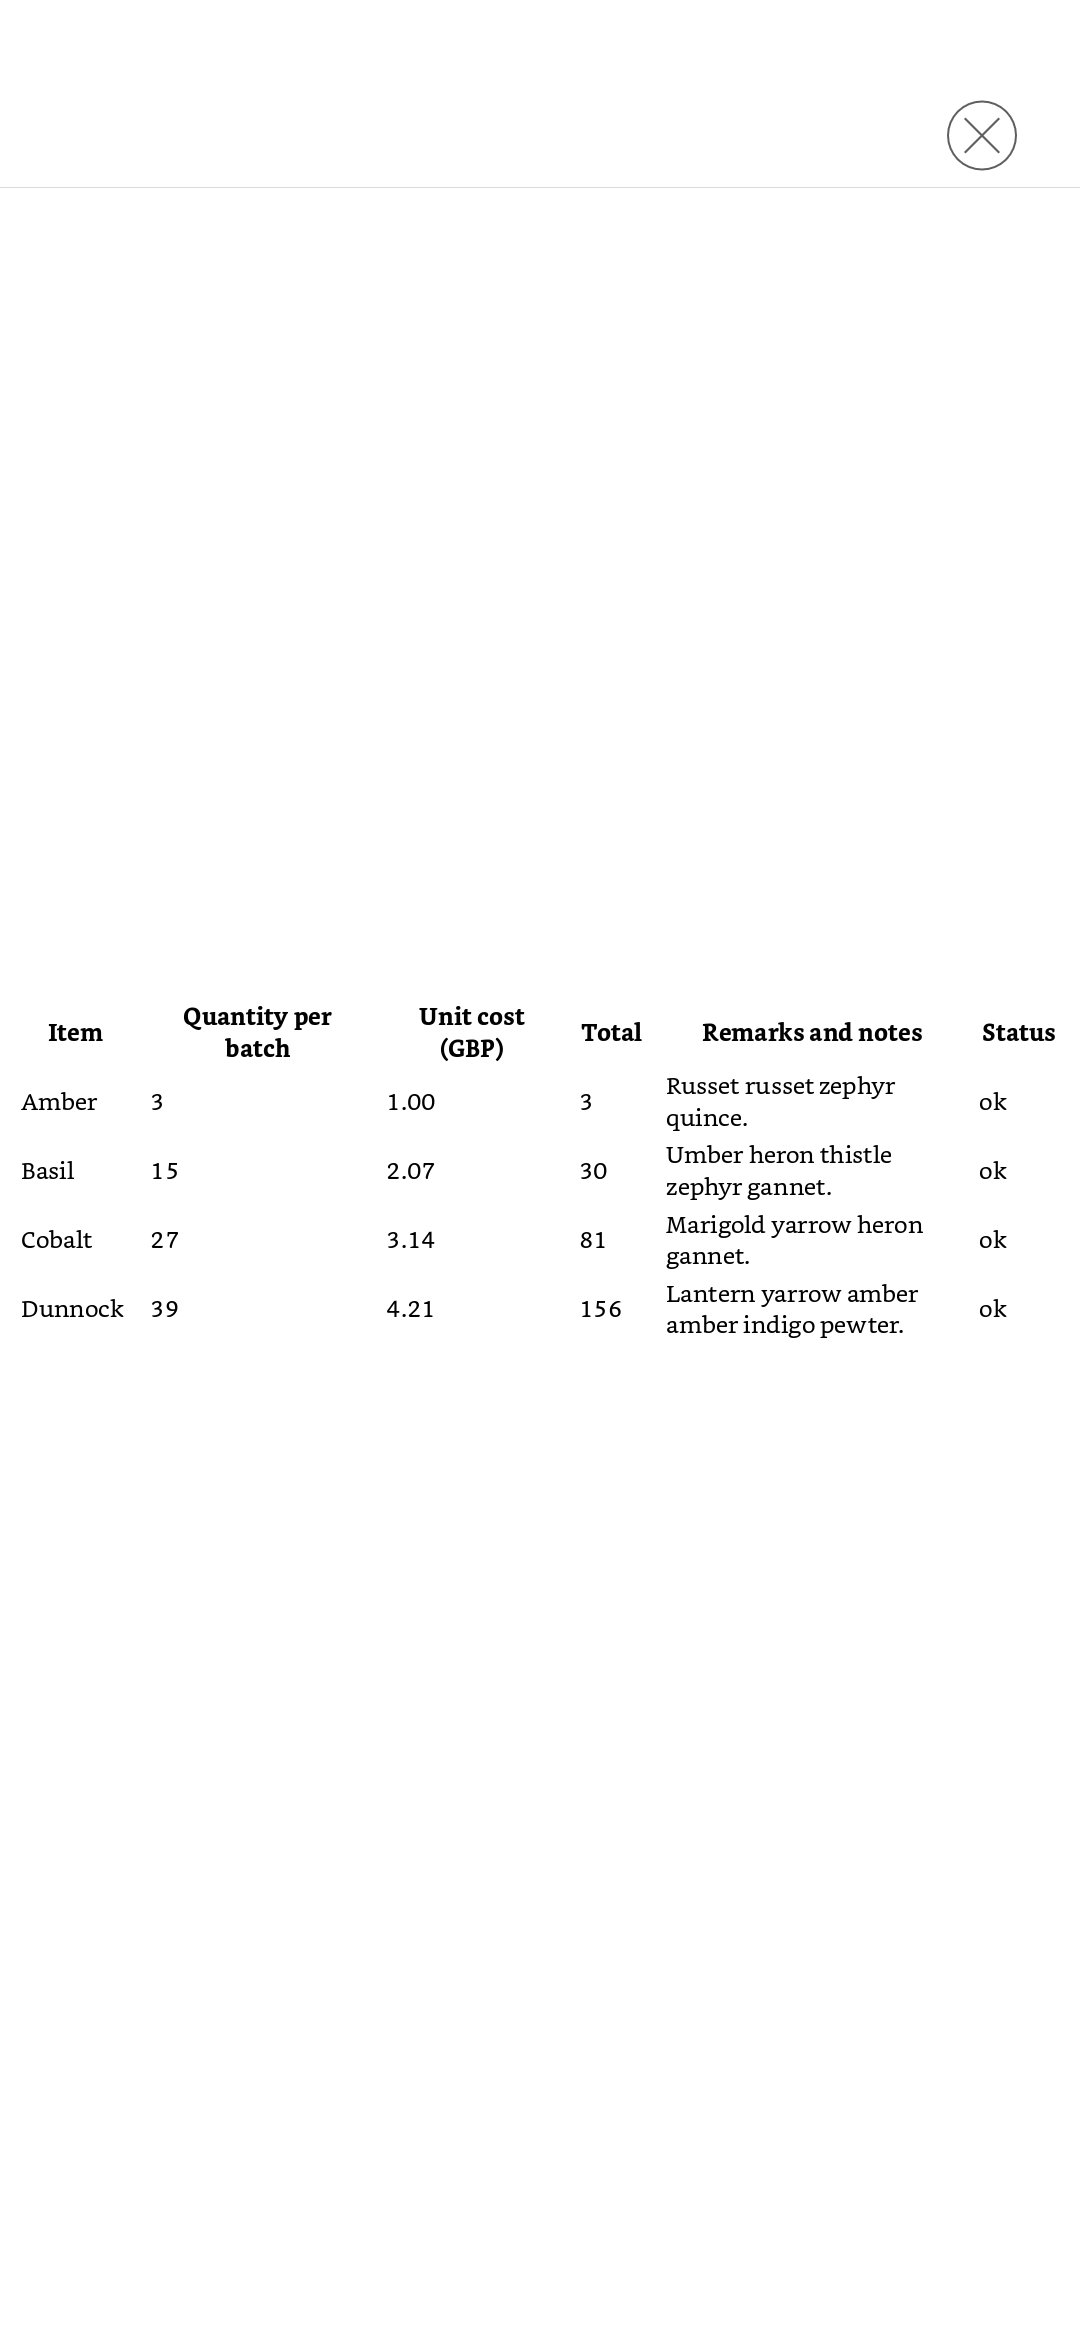 Item Quantity per batch Unit cost (GBP) Total Remarks and notes Status
Amber 3 1.00 3 Russet russet zephyr quince. ok
Basil 15 2.07 30 Umber heron thistle zephyr gannet. ok
Cobalt 27 3.14 81 Marigold yarrow heron gannet. ok
Dunnock 39 4.21 156 Lantern yarrow amber amber indigo pewter. ok